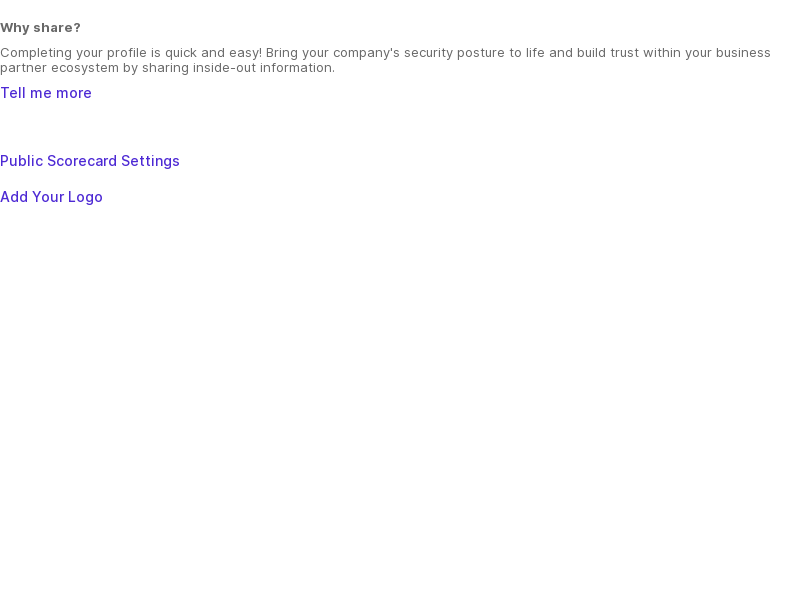 Why share?
Completing your profile is quick and easy! Bring your company's security posture to life and build trust within your business
partner ecosystem by sharing inside-out information.
Tell me more
Public Scorecard Settings
Add Your Logo